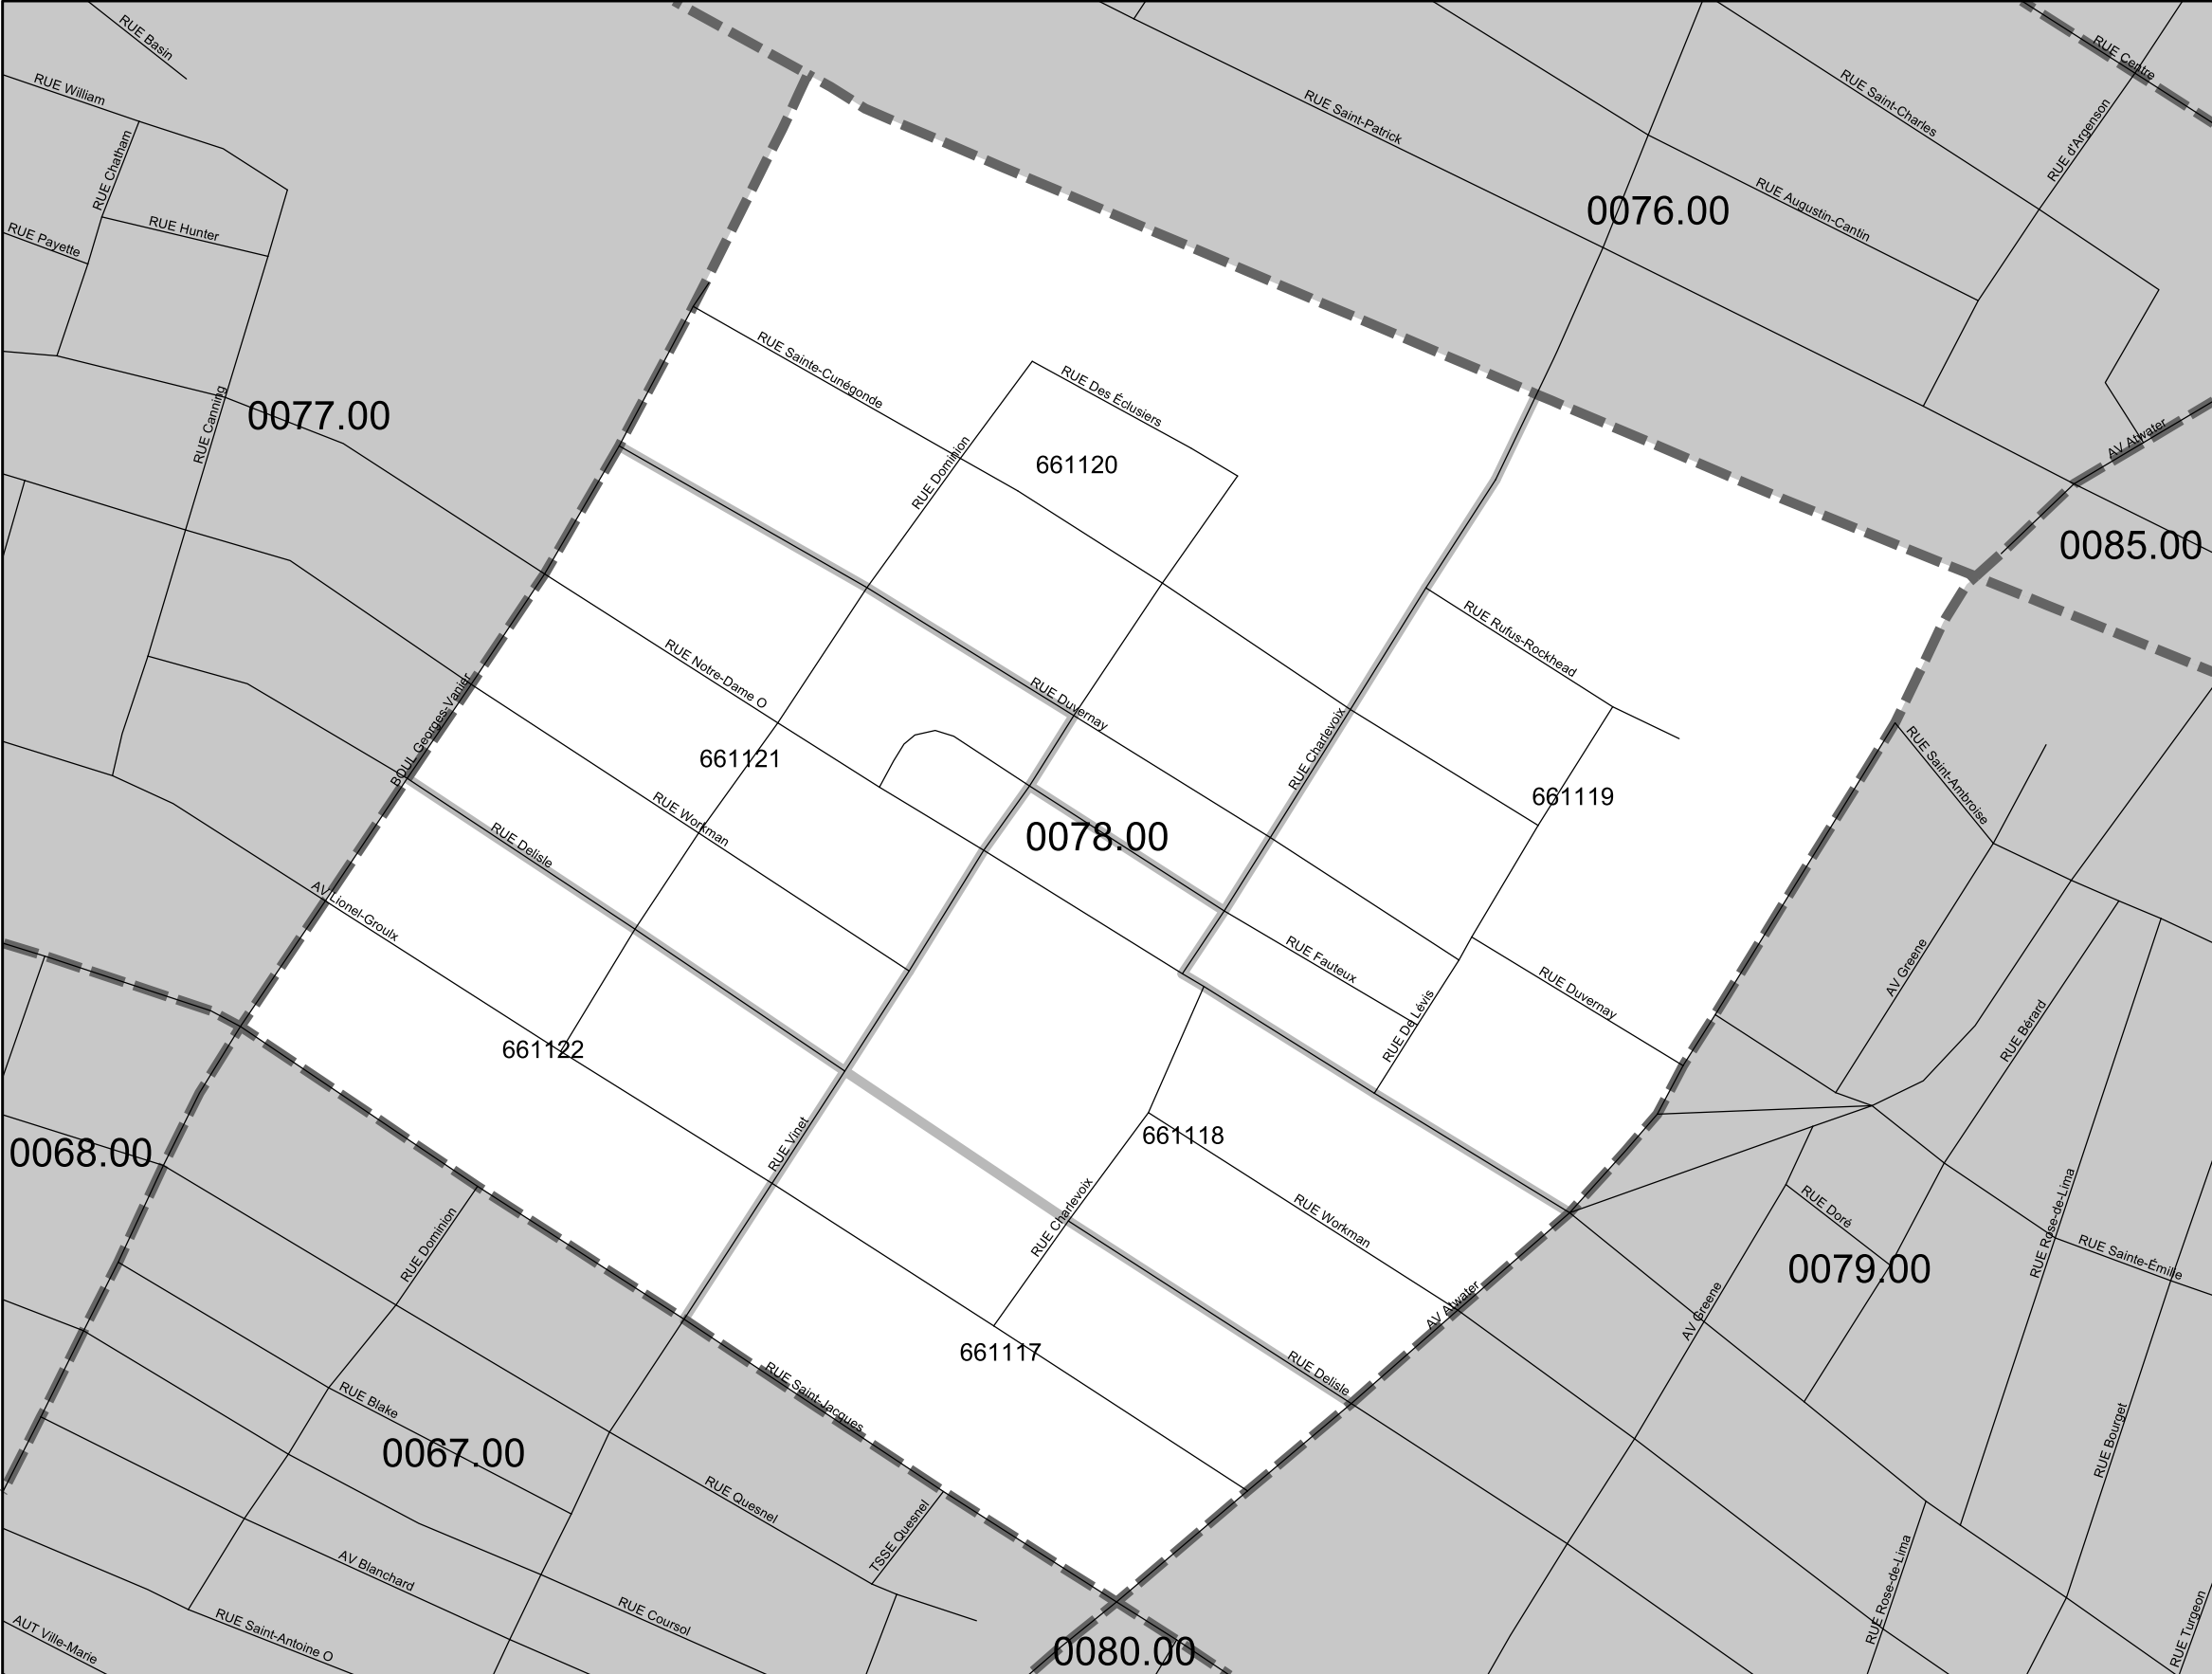 RUE Basin
RUE Centre
RUE William
RUE Saint-Patrick
RUE Saint-Charles
RUE d'Argenson
RUE Chatham
RUE Augustin-Cantin
0076.00
RUE Payette
RUE Hunter
RUE Canning
0077.00
RUE Sainte-Cunégonde
RUE Des Éclusiers
AV Atwater
RUE Dominion
661120
0085.00
RUE Rufus-Rockhead
RUE Notre-Dame O
RUE Duvernay
BOUL Georges-Vanier
661121
RUE Charlevoix
661119
RUE Saint-Ambroise
RUE Workman
0078.00
RUE Delisle
AV Lionel-Groulx
RUE Fauteux
RUE Duvernay
AV Greene
RUE De Lévis
RUE Bérard
661122
0068.00
RUE Vinet
661118
RUE Charlevoix
RUE Workman
RUE Doré
RUE Rose-de-Lima
RUE Sainte-Émilie
RUE Dominion
0079.00
AV Atwater
AV Greene
661117
RUE Delisle
RUE Saint-Jacques
RUE Blake
0067.00
RUE Bourget
RUE Quesnel
TSSE Quesnel
AV Blanchard
RUE Rose-de-Lima
RUE Coursol
RUE Turgeon
RUE Saint-Antoine O
AUT Ville-Marie
0080.00